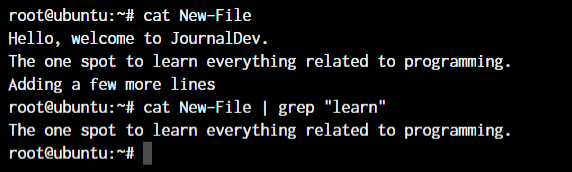 root@ubuntu:~# cat New-File
Hello, welcome to JournalDev.
The one spot to learn everything related to programming.
Adding a few more lines
root@ubuntu:~# cat New-File | grep "learn"
The one spot to learn everything related to programming.
root@ubuntu:~#